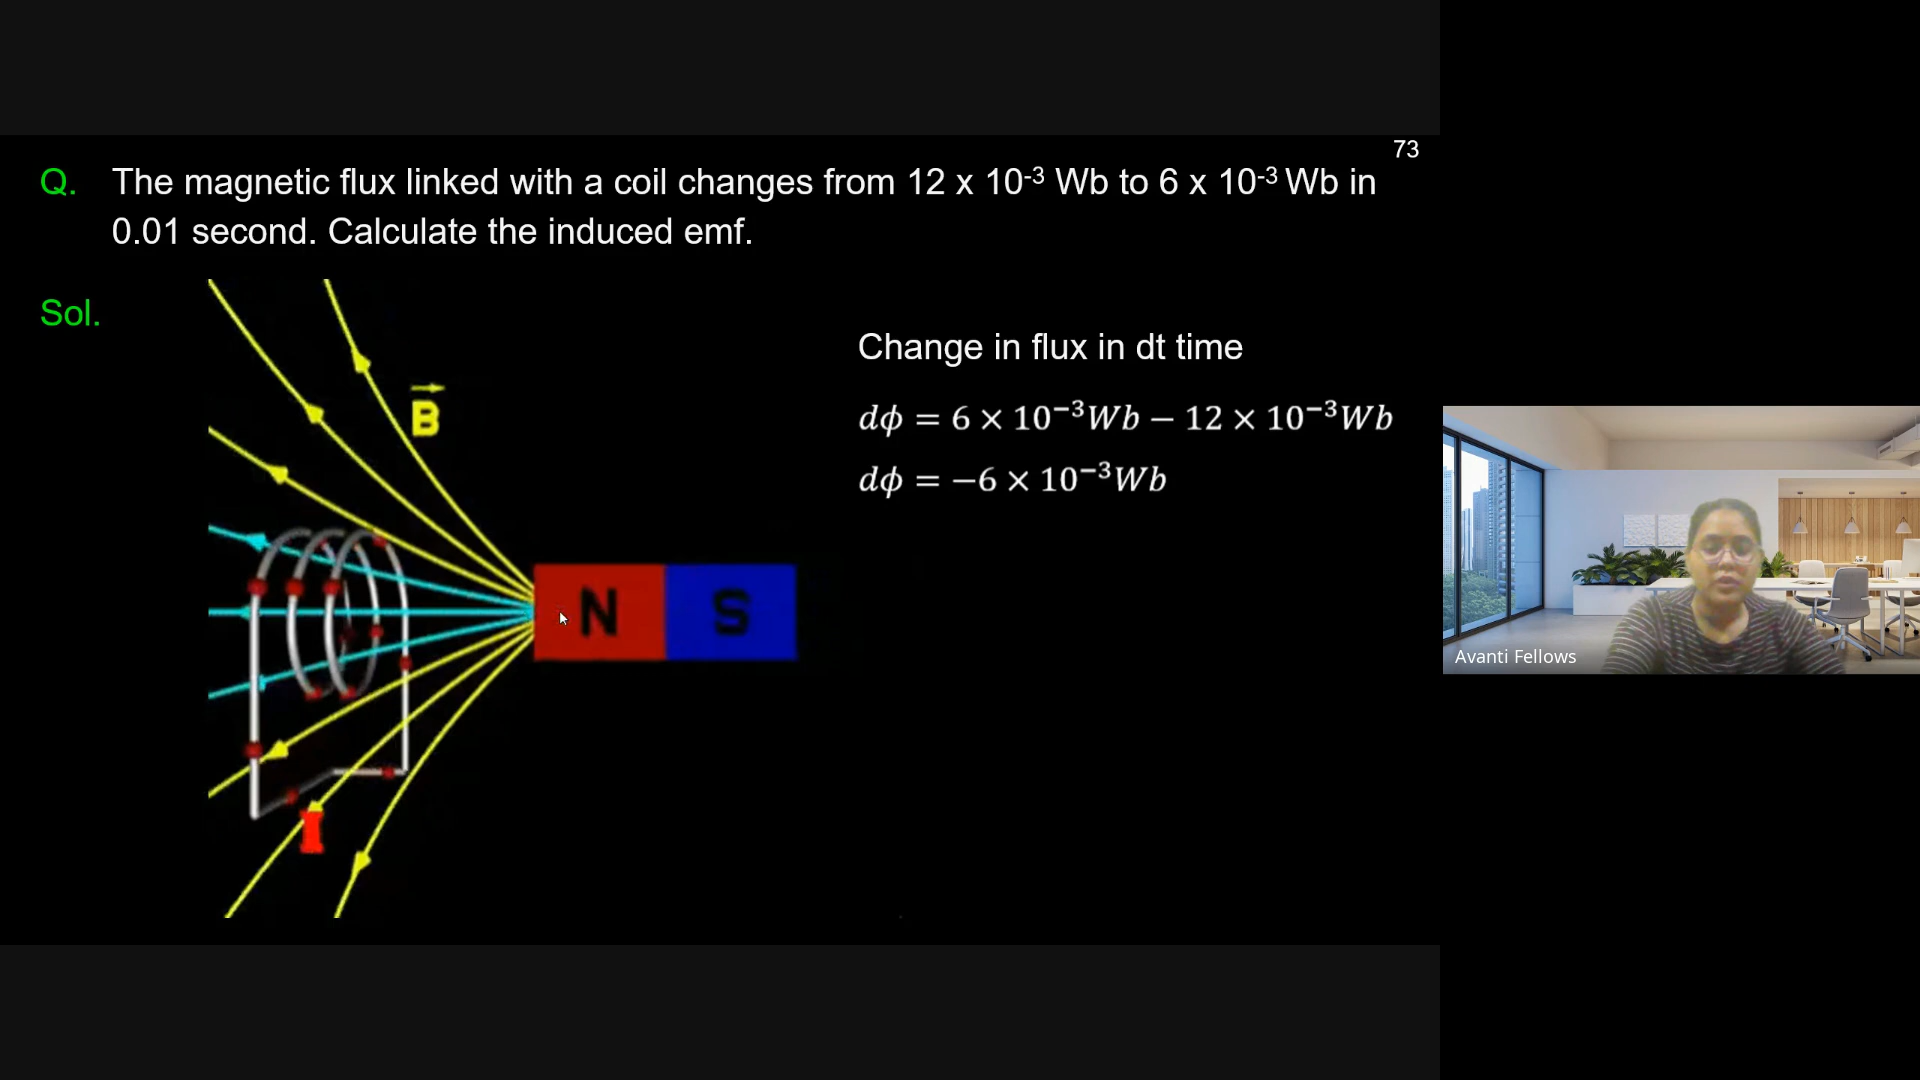 73
Q. The magnetic flux linked with a coil changes from 12 x 10⁻³ Wb to 6 x 10⁻³ Wb in
0.01 second. Calculate the induced emf.
Sol.
Change in flux in dt time
B⃗
dϕ = 6 × 10⁻³Wb − 12 × 10⁻³Wb
dϕ = −6 × 10⁻³Wb
N S
I
Avanti Fellows